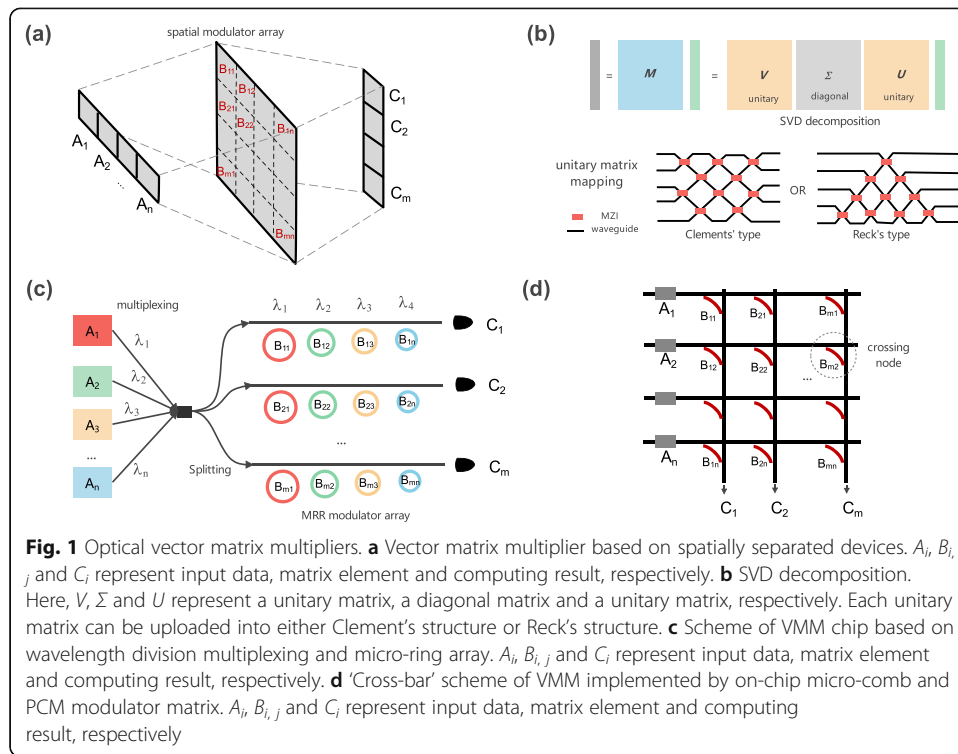 (a)
spatial modulator array
B11
B12
B21
B22
B1n
Bm1
Bmn
A1
A2
...
An
C1
C2
Cm
(b)
=
M
=
V
Σ
U
unitary
diagonal
unitary
SVD decomposition
unitary matrix
mapping
MZI
waveguide
OR
Clements' type
Reck's type
(c)
multiplexing
A1
A2
A3
...
An
λ1
λ2
λ3
λn
Splitting
λ1 λ2 λ3 λ4
B11 B12 B13 B1n
C1
B21 B22 B23 B2n
C2
...
Bm1 Bm2 Bm3 Bmn
Cm
MRR modulator array
(d)
A1
B11 B21 Bm1
crossing
node
A2
B12 B22 Bm2
...
An
B1n B2n Bmn
C1 C2 Cm
Fig. 1 Optical vector matrix multipliers. a Vector matrix multiplier based on spatially separated devices. Ai, Bi,
j and Ci represent input data, matrix element and computing result, respectively. b SVD decomposition.
Here, V, Σ and U represent a unitary matrix, a diagonal matrix and a unitary matrix, respectively. Each unitary
matrix can be uploaded into either Clement's structure or Reck's structure. c Scheme of VMM chip based on
wavelength division multiplexing and micro-ring array. Ai, Bi, j and Ci represent input data, matrix element
and computing result, respectively. d 'Cross-bar' scheme of VMM implemented by on-chip micro-comb and
PCM modulator matrix. Ai, Bi, j and Ci represent input data, matrix element and computing
result, respectively